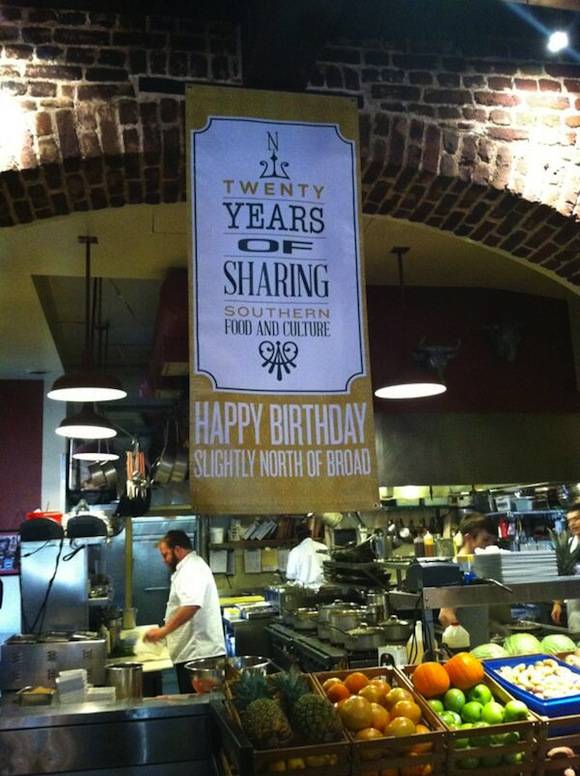 N
TWENTY
YEARS
OF
SHARING
SOUTHERN
FOOD AND CULTURE
HAPPY BIRTHDAY
SLIGHTLY NORTH OF BROAD